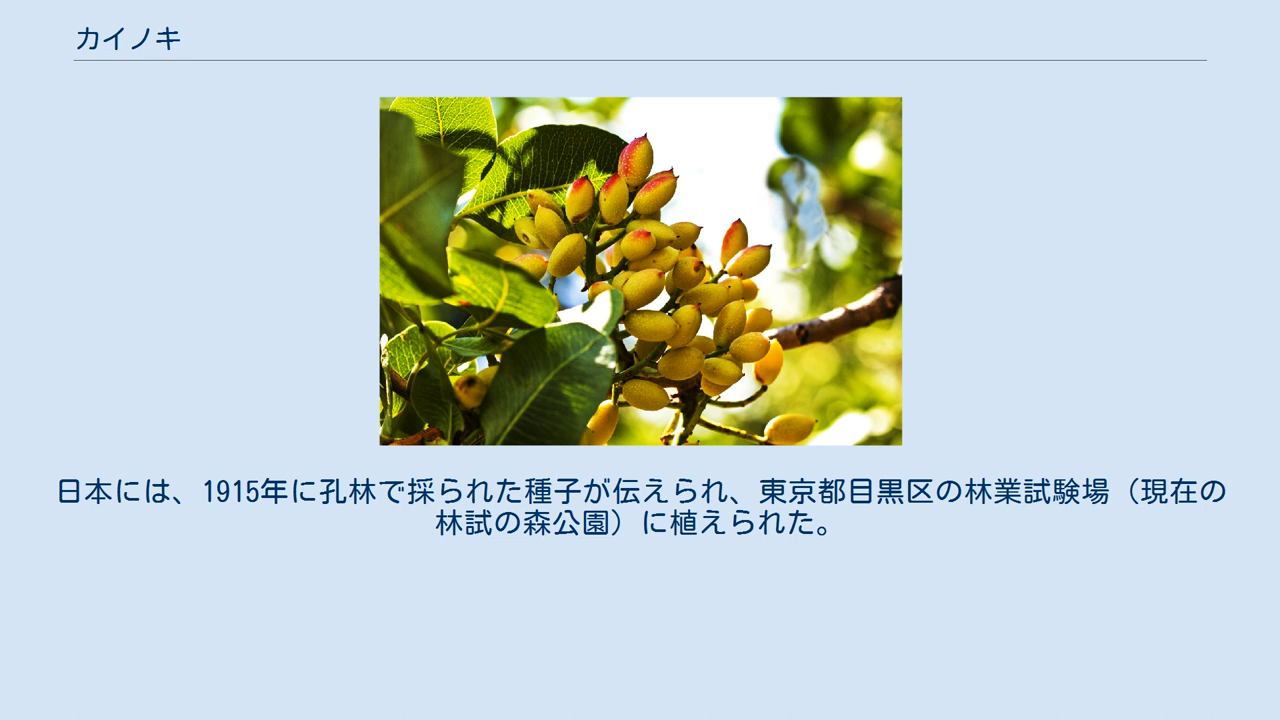 カイノキ
日本には、1915年に孔林で採られた種子が伝えられ、東京都目黒区の林業試験場（現在の
林試の森公園）に植えられた。